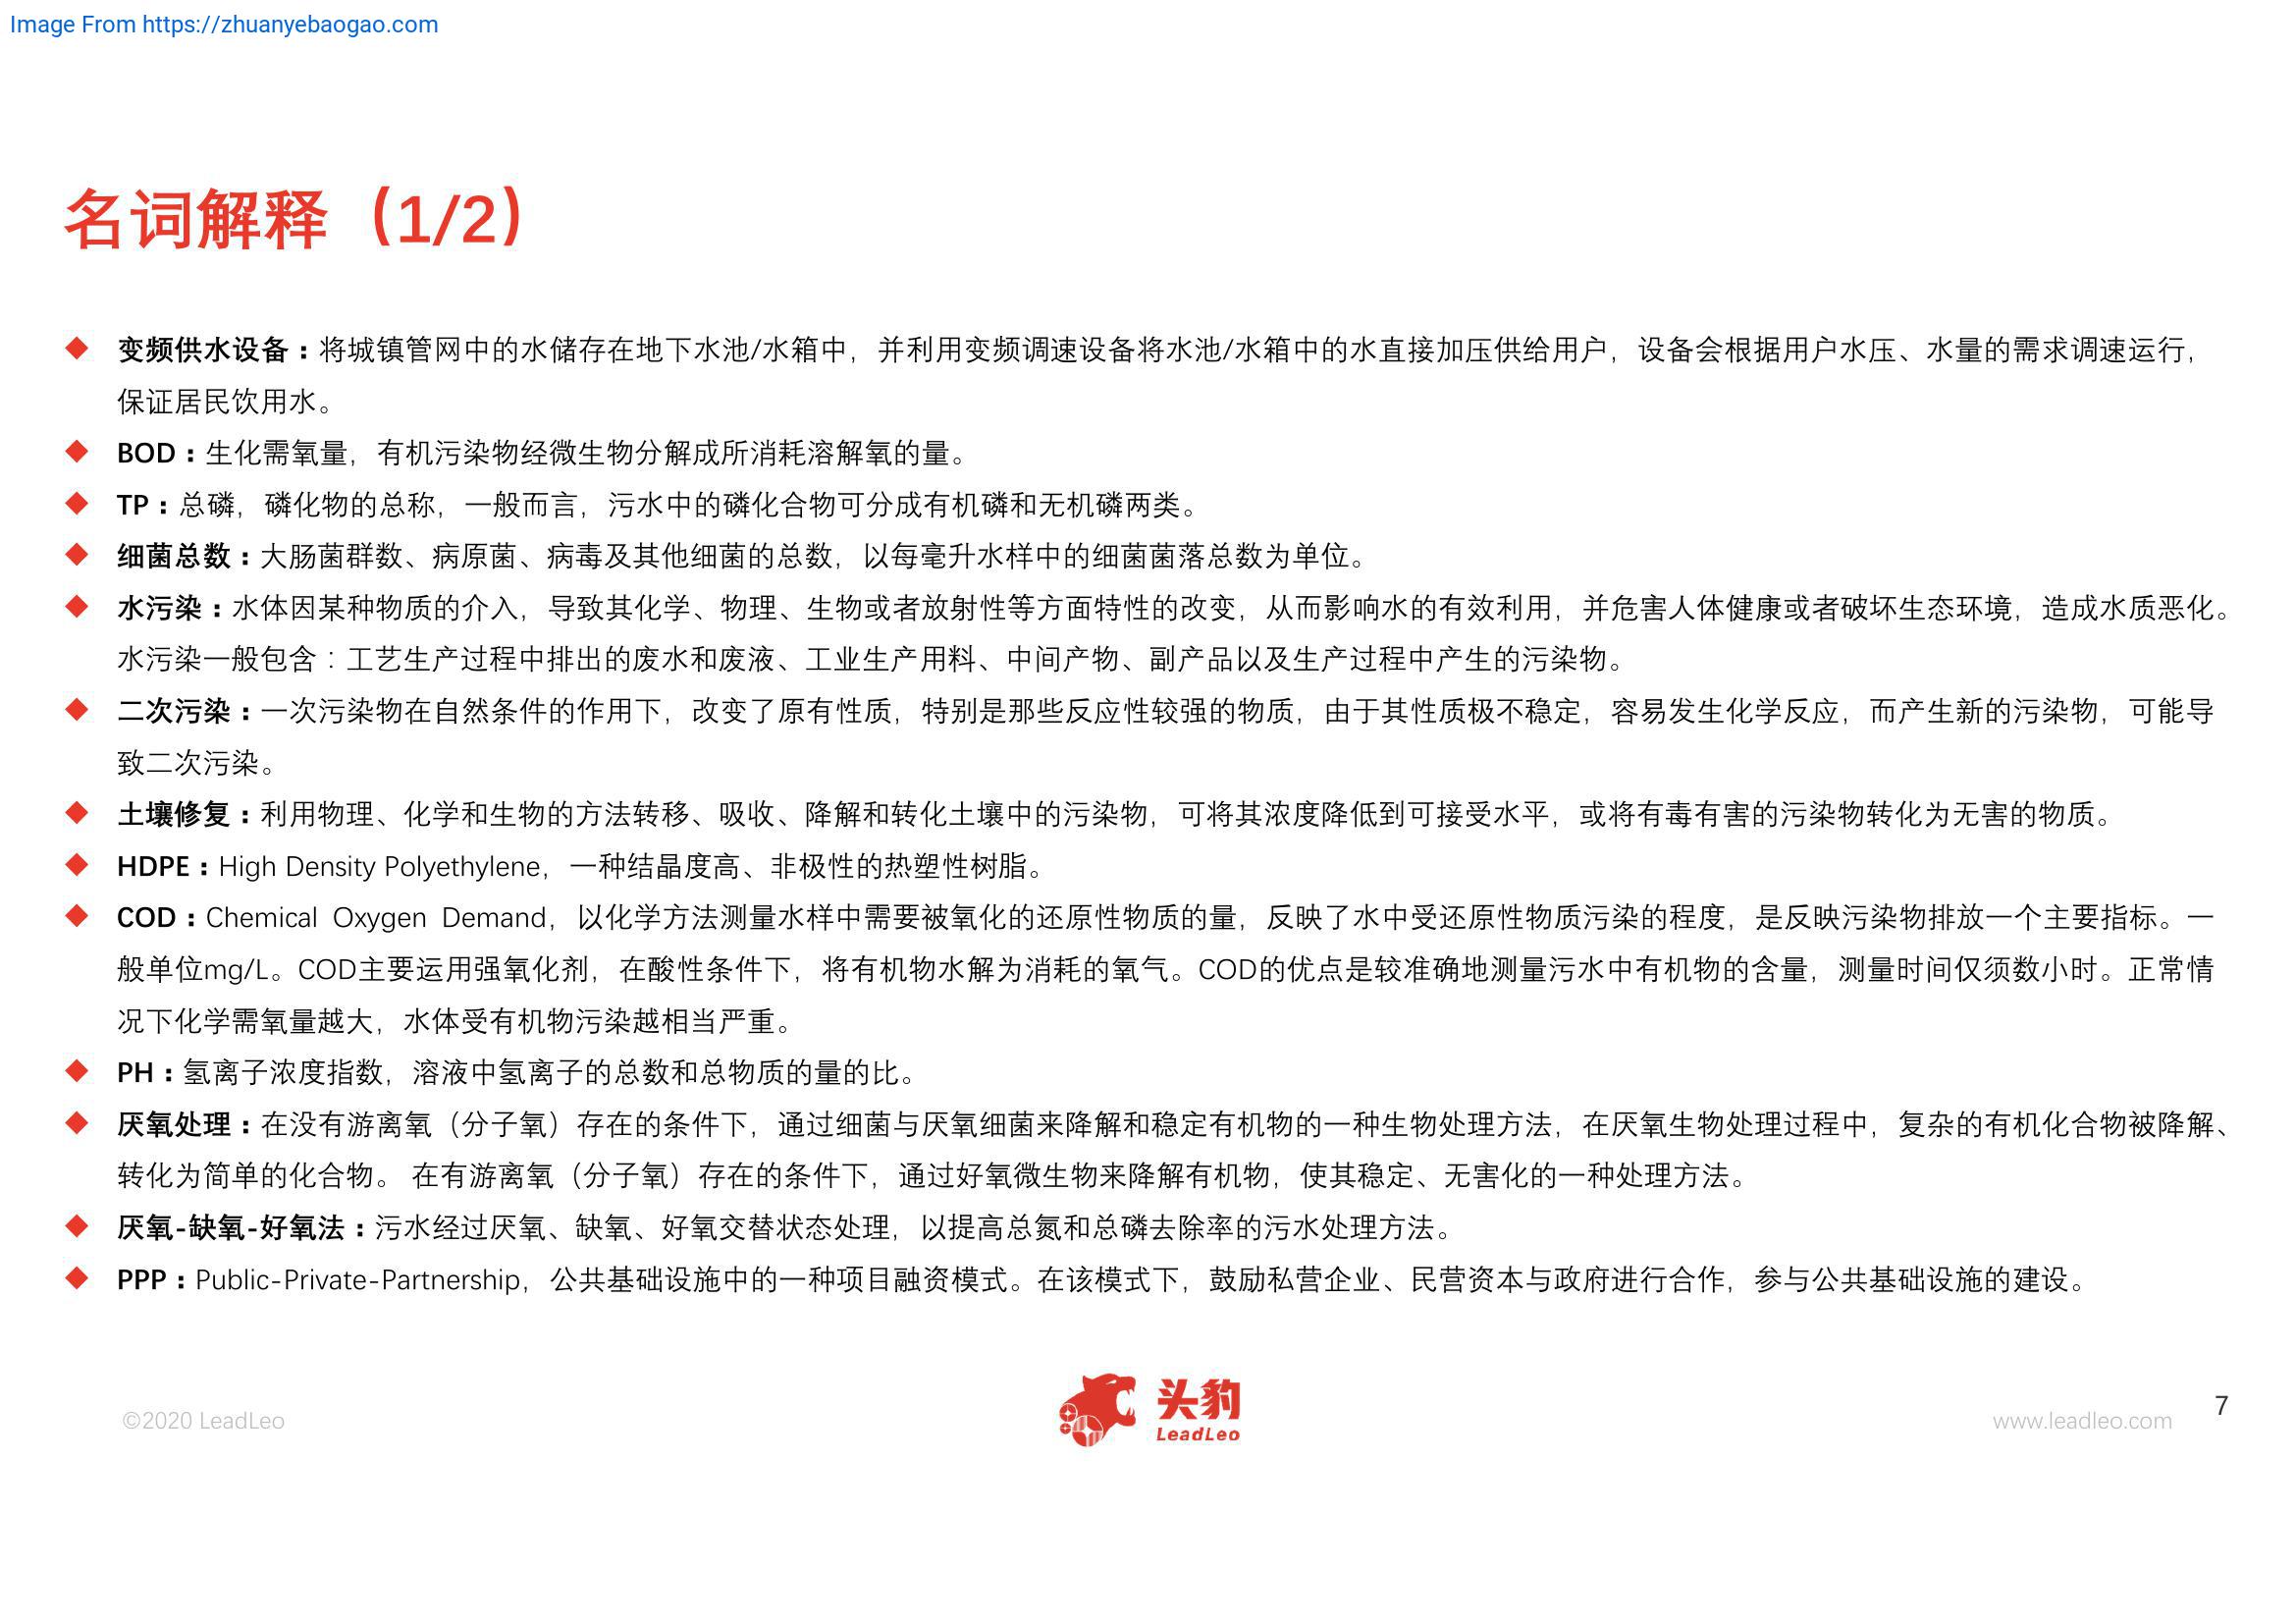 Image From https://zhuanyebaogao.com
名词解释（1/2）
变频供水设备：将城镇管网中的水储存在地下水池/水箱中，并利用变频调速设备将水池/水箱中的水直接加压供给用户，设备会根据用户水压、水量的需求调速运行，
保证居民饮用水。
BOD：生化需氧量，有机污染物经微生物分解成所消耗溶解氧的量。
TP：总磷，磷化物的总称，一般而言，污水中的磷化合物可分成有机磷和无机磷两类。
细菌总数：大肠菌群数、病原菌、病毒及其他细菌的总数，以每毫升水样中的细菌菌落总数为单位。
水污染：水体因某种物质的介入，导致其化学、物理、生物或者放射性等方面特性的改变，从而影响水的有效利用，并危害人体健康或者破坏生态环境，造成水质恶化。
水污染一般包含：工艺生产过程中排出的废水和废液、工业生产用料、中间产物、副产品以及生产过程中产生的污染物。
二次污染：一次污染物在自然条件的作用下，改变了原有性质，特别是那些反应性较强的物质，由于其性质极不稳定，容易发生化学反应，而产生新的污染物，可能导
致二次污染。
土壤修复：利用物理、化学和生物的方法转移、吸收、降解和转化土壤中的污染物，可将其浓度降低到可接受水平，或将有毒有害的污染物转化为无害的物质。
HDPE：High Density Polyethylene，一种结晶度高、非极性的热塑性树脂。
COD：Chemical Oxygen Demand，以化学方法测量水样中需要被氧化的还原性物质的量，反映了水中受还原性物质污染的程度，是反映污染物排放一个主要指标。一
般单位mg/L。COD主要运用强氧化剂，在酸性条件下，将有机物水解为消耗的氧气。COD的优点是较准确地测量污水中有机物的含量，测量时间仅须数小时。正常情
况下化学需氧量越大，水体受有机物污染越相当严重。
PH：氢离子浓度指数，溶液中氢离子的总数和总物质的量的比。
厌氧处理：在没有游离氧（分子氧）存在的条件下，通过细菌与厌氧细菌来降解和稳定有机物的一种生物处理方法，在厌氧生物处理过程中，复杂的有机化合物被降解、
转化为简单的化合物。 在有游离氧（分子氧）存在的条件下，通过好氧微生物来降解有机物，使其稳定、无害化的一种处理方法。
厌氧-缺氧-好氧法：污水经过厌氧、缺氧、好氧交替状态处理，以提高总氮和总磷去除率的污水处理方法。
PPP：Public-Private-Partnership，公共基础设施中的一种项目融资模式。在该模式下，鼓励私营企业、民营资本与政府进行合作，参与公共基础设施的建设。
©2020 LeadLeo
头豹
LeadLeo
www.leadleo.com
7